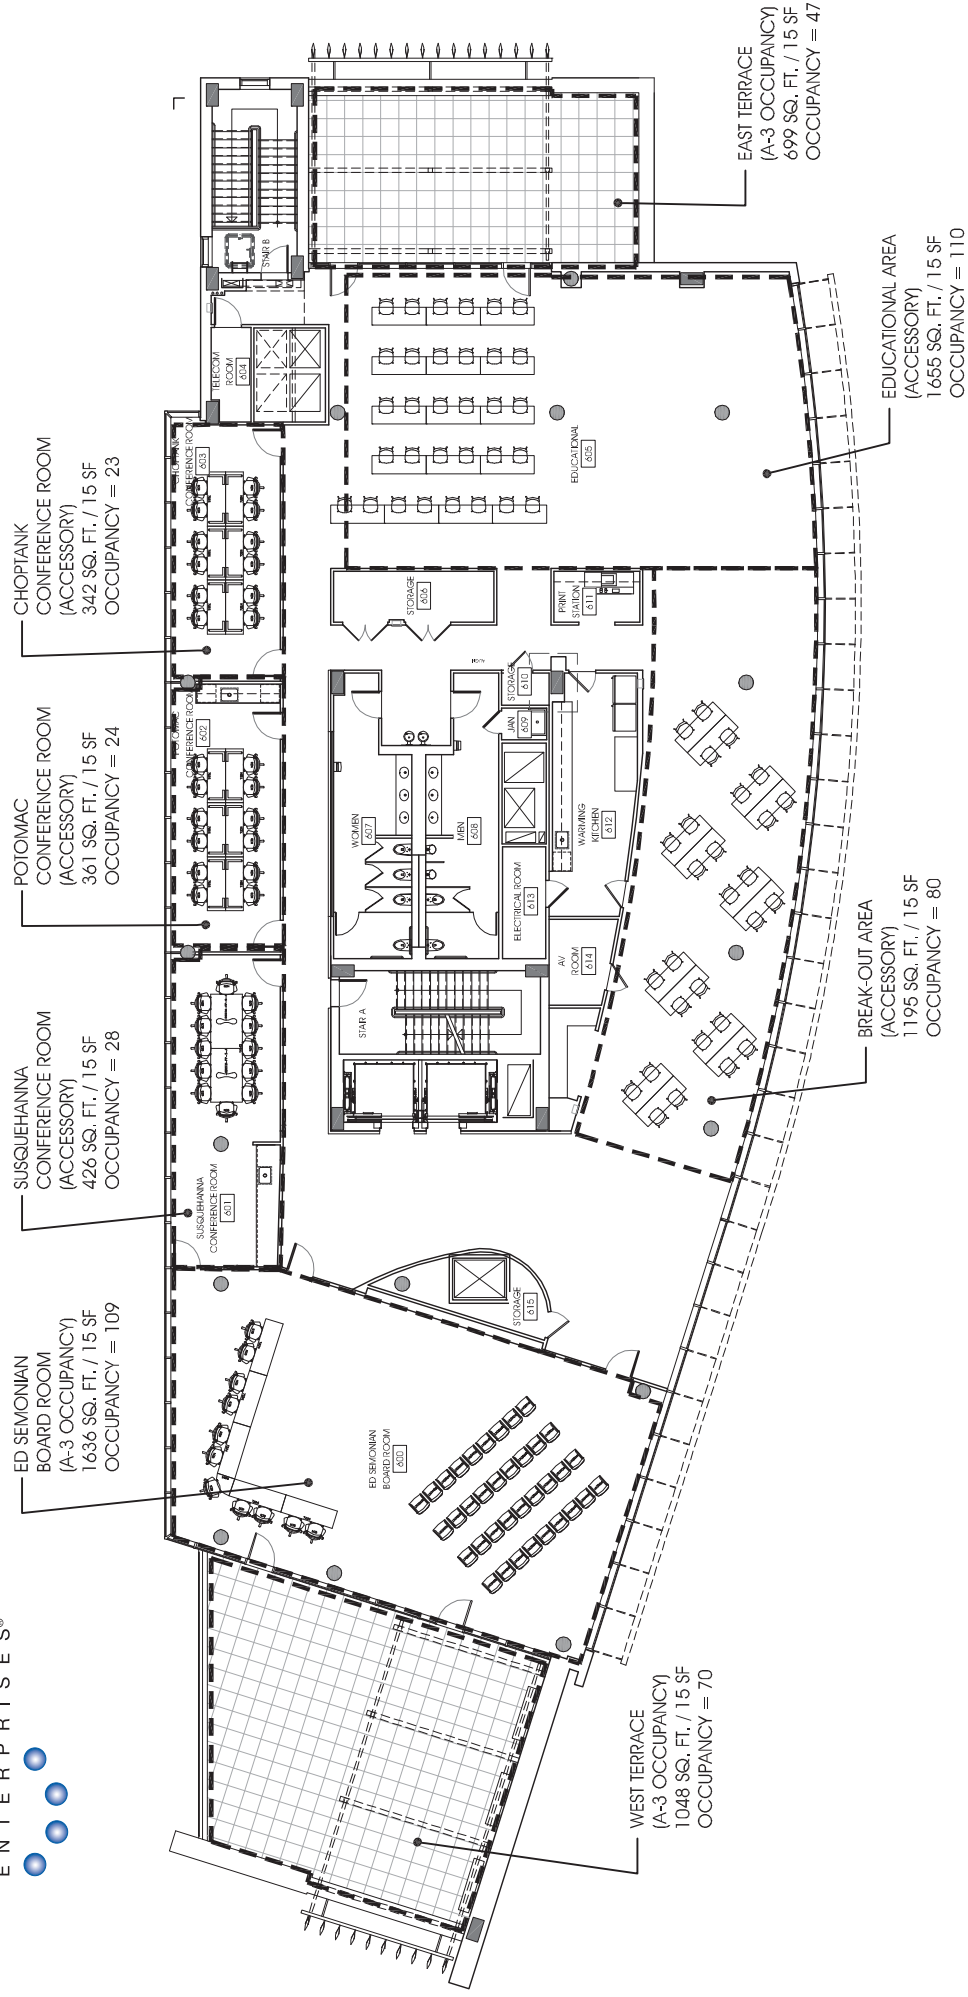 ENTERPRISES®
ED SEMONIAN
BOARD ROOM
(A-3 OCCUPANCY)
1636 SQ. FT. / 15 SF
OCCUPANCY = 109
SUSQUEHANNA
CONFERENCE ROOM
(ACCESSORY)
426 SQ. FT. / 15 SF
OCCUPANCY = 28
POTOMAC
CONFERENCE ROOM
(ACCESSORY)
361 SQ. FT. / 15 SF
OCCUPANCY = 24
CHOPTANK
CONFERENCE ROOM
(ACCESSORY)
342 SQ. FT. / 15 SF
OCCUPANCY = 23
SUSQUEHANNA
CONFERENCE ROOM
601
POTOMAC
CONFERENCE ROOM
602
CHOPTANK
CONFERENCE ROOM
603
TELECOM
ROOM
604
STAIR B
ED SEMONIAN
BOARD ROOM
600
STORAGE
615
STAIR A
WOMEN
607
MEN
608
ELECTRICAL ROOM
613
JAN
609
STORAGE
610
AV
ROOM
614
WARMING
KITCHEN
612
STORAGE
606
PRINT
STATION
611
EDUCATIONAL
605
WEST TERRACE
(A-3 OCCUPANCY)
1048 SQ. FT. / 15 SF
OCCUPANCY = 70
BREAK-OUT AREA
(ACCESSORY)
1195 SQ. FT. / 15 SF
OCCUPANCY = 80
EDUCATIONAL AREA
(ACCESSORY)
1655 SQ. FT. / 15 SF
OCCUPANCY = 110
EAST TERRACE
(A-3 OCCUPANCY)
699 SQ. FT. / 15 SF
OCCUPANCY = 47